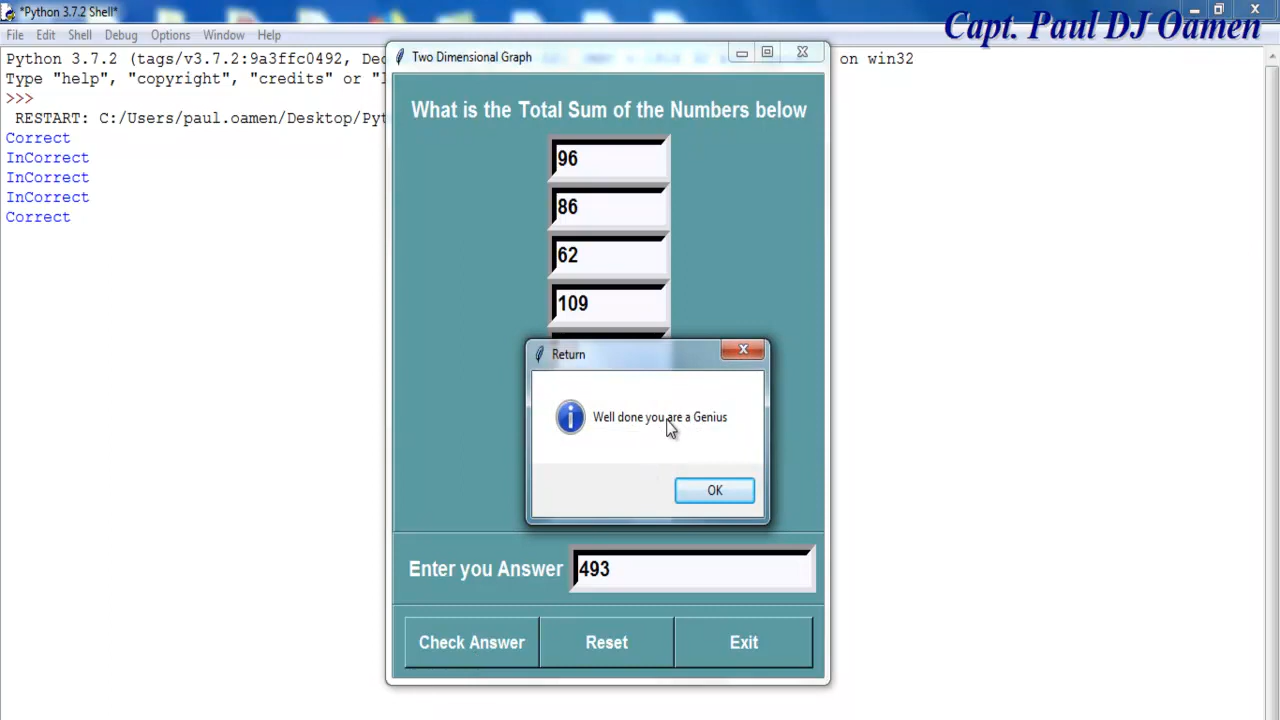 *Python 3.7.2 Shell*
Capt. Paul DJ Oamen
File Edit Shell Debug Options Window Help
Python 3.7.2 (tags/v3.7.2:9a3ffc0492, Dec
on win32
Type "help", "copyright", "credits" or "l
>>>
RESTART: C:/Users/paul.oamen/Desktop/Pyt
Correct
InCorrect
InCorrect
InCorrect
Correct
Two Dimensional Graph
What is the Total Sum of the Numbers below
96
86
62
109
Return
Well done you are a Genius
OK
Enter you Answer 493
Check Answer Reset Exit